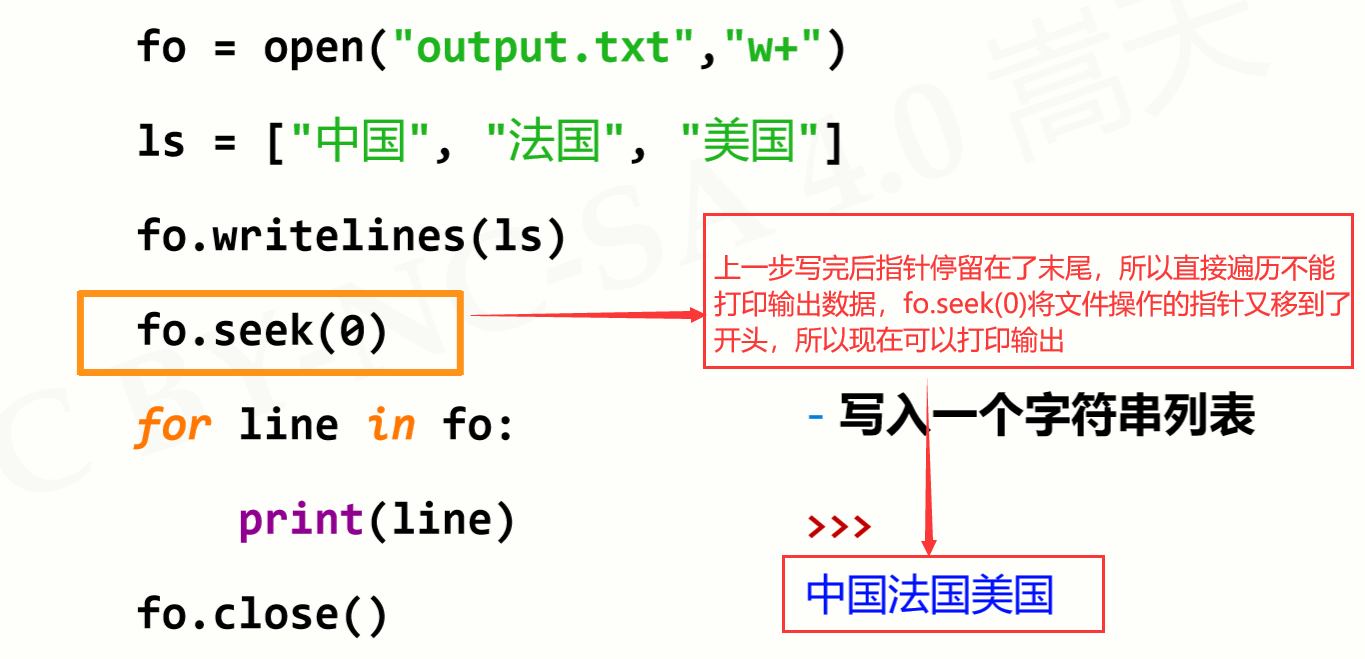 fo = open("output.txt","w+")
ls = ["中国", "法国", "美国"]
fo.writelines(ls)
fo.seek(0)
for line in fo:
print(line)
fo.close()
上一步写完后指针停留在了末尾，所以直接遍历不能
打印输出数据，fo.seek(0)将文件操作的指针又移到了
开头，所以现在可以打印输出
- 写入一个字符串列表
>>>
中国法国美国
C BY-NC-SA 4.0 嵩天